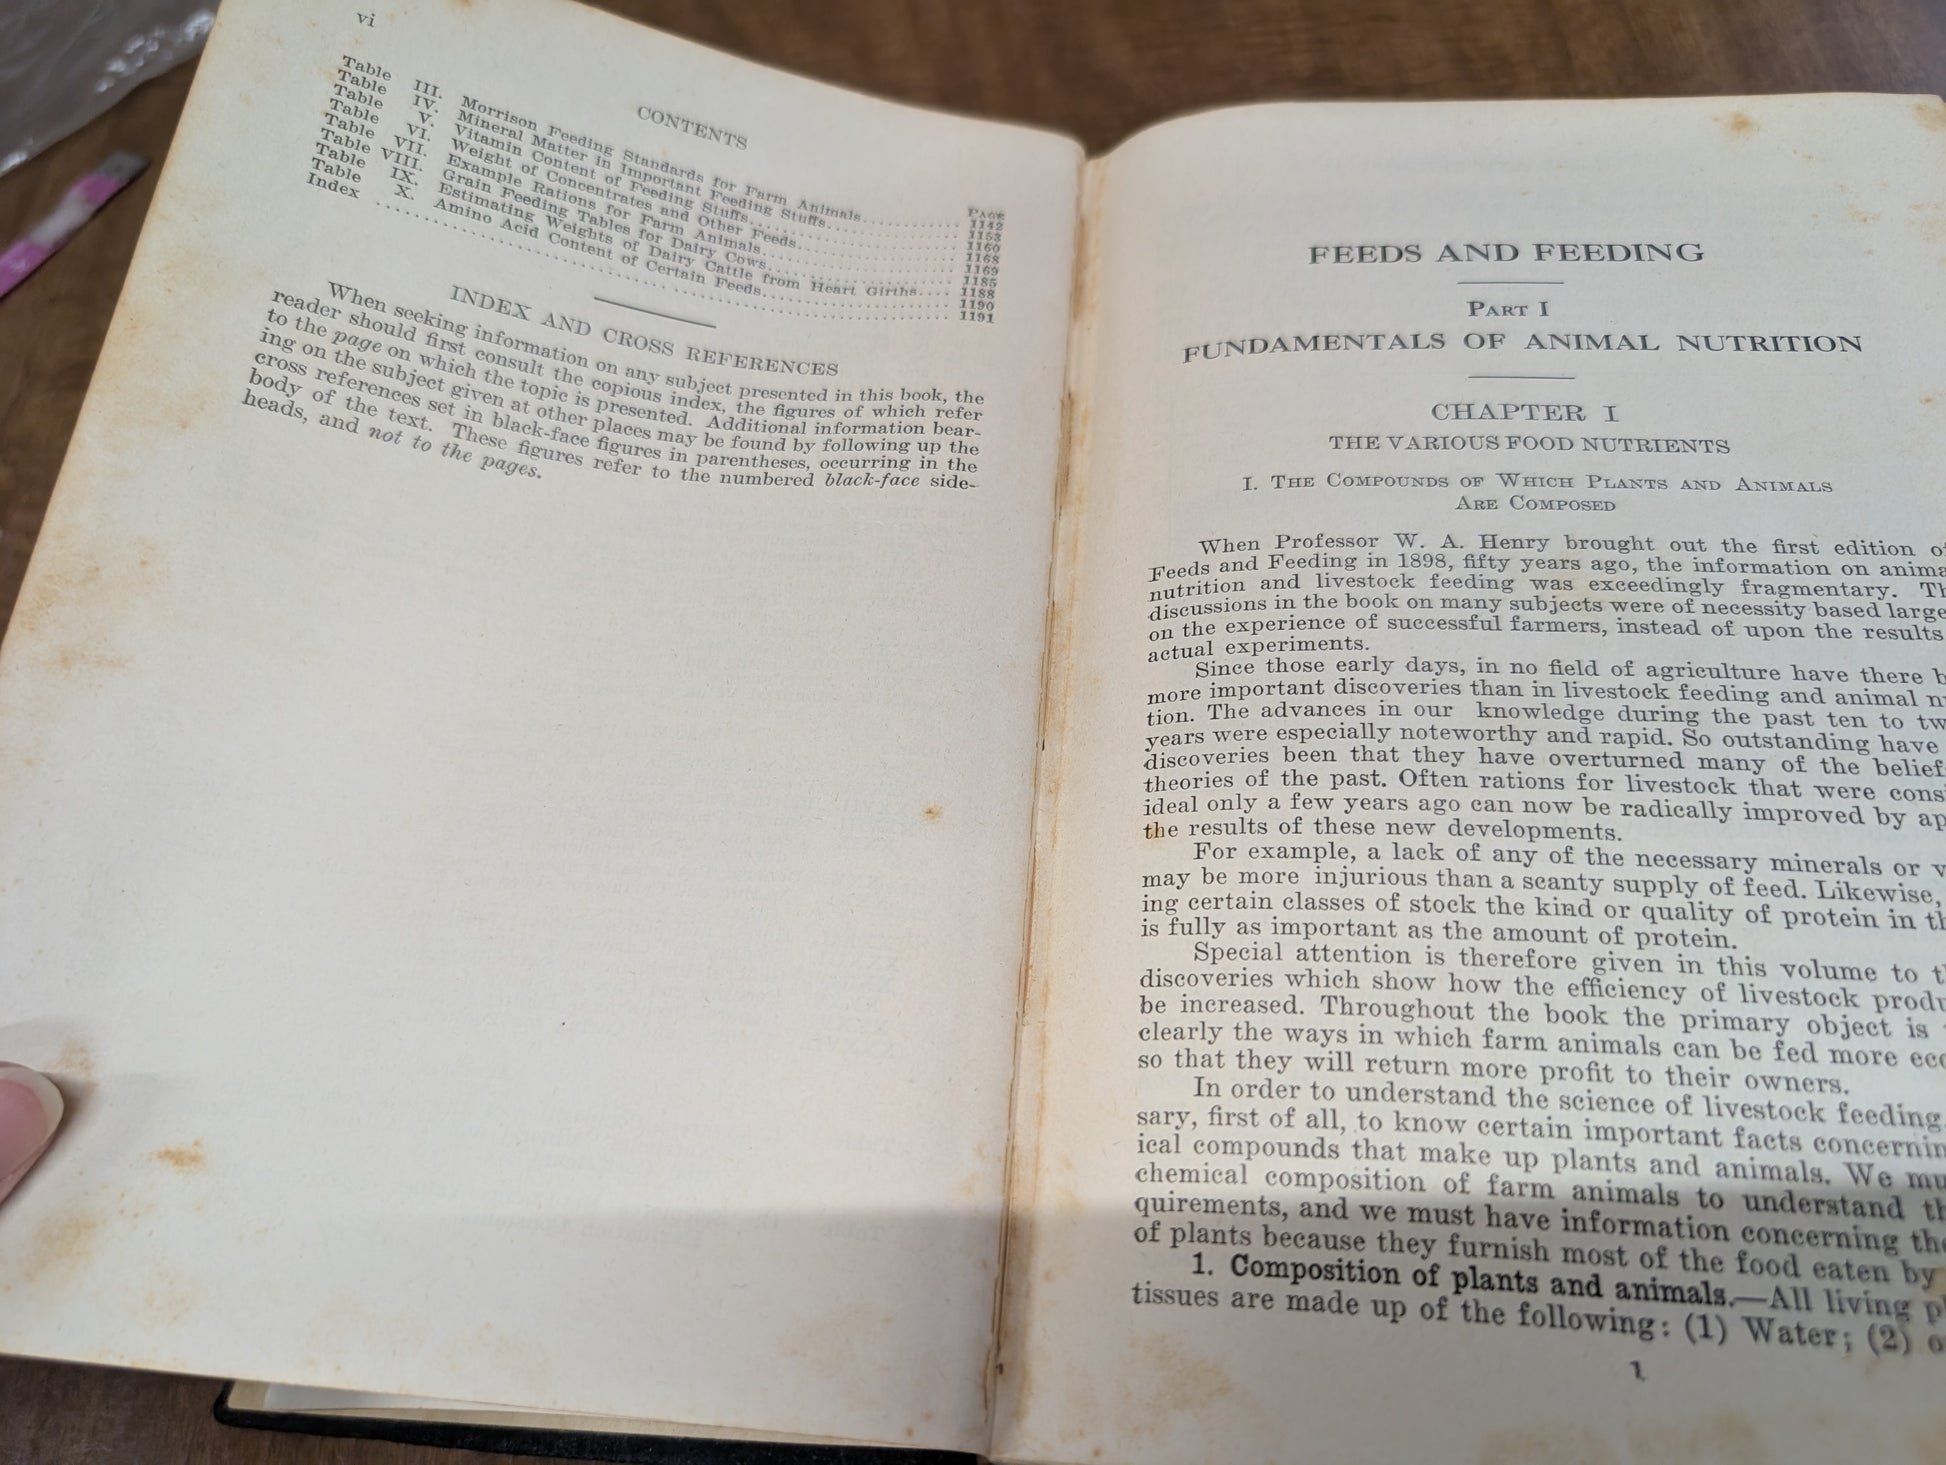 vi
CONTENTS
PAGE
Table III. Morrison Feeding Standards for Farm Animals.............. 1142
Table IV. Mineral Matter in Important Feeding Stuffs.............. 1153
Table V. Vitamin Content of Feeding Stuffs.............. 1160
Table VI. Weight of Concentrates and Other Feeds.............. 1168
Table VII. Example Rations for Farm Animals.............. 1169
Table VIII. Grain Feeding Tables for Dairy Cows.............. 1185
Table IX. Estimating Weights of Dairy Cattle from Heart Girths.... 1188
Table X. Amino Acid Content of Certain Feeds.............. 1190
Index .............. 1191
INDEX AND CROSS REFERENCES
When seeking information on any subject presented in this book, the
reader should first consult the copious index, the figures of which refer
to the page on which the topic is presented. Additional information bear-
ing on the subject given at other places may be found by following up the
cross references set in black-face figures in parentheses, occurring in the
body of the text. These figures refer to the numbered black-face side-
heads, and not to the pages.
FEEDS AND FEEDING
PART I
FUNDAMENTALS OF ANIMAL NUTRITION
CHAPTER I
THE VARIOUS FOOD NUTRIENTS
I. THE COMPOUNDS OF WHICH PLANTS AND ANIMALS
ARE COMPOSED
When Professor W. A. Henry brought out the first edition of
Feeds and Feeding in 1898, fifty years ago, the information on anima
nutrition and livestock feeding was exceedingly fragmentary. Th
discussions in the book on many subjects were of necessity based large
on the experience of successful farmers, instead of upon the results
actual experiments.
Since those early days, in no field of agriculture have there b
more important discoveries than in livestock feeding and animal n
tion. The advances in our knowledge during the past ten to tw
years were especially noteworthy and rapid. So outstanding have
discoveries been that they have overturned many of the belief
theories of the past. Often rations for livestock that were cons
ideal only a few years ago can now be radically improved by ap
the results of these new developments.
For example, a lack of any of the necessary minerals or v
may be more injurious than a scanty supply of feed. Likewise,
ing certain classes of stock the kind or quality of protein in th
is fully as important as the amount of protein.
Special attention is therefore given in this volume to t
discoveries which show how the efficiency of livestock produ
be increased. Throughout the book the primary object is
clearly the ways in which farm animals can be fed more eco
so that they will return more profit to their owners.
In order to understand the science of livestock feeding,
sary, first of all, to know certain important facts concernin
ical compounds that make up plants and animals. We mu
chemical composition of farm animals to understand th
quirements, and we must have information concerning the
of plants because they furnish most of the food eaten by
1. Composition of plants and animals.—All living pl
tissues are made up of the following: (1) Water; (2) o
1